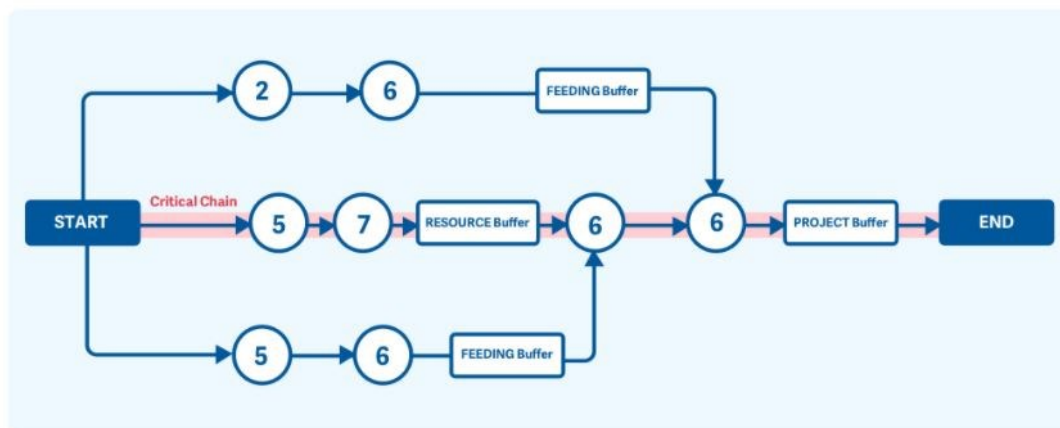 2
6
FEEDING Buffer
Critical Chain
START
5
7
RESOURCE Buffer
6
6
PROJECT Buffer
END
5
6
FEEDING Buffer